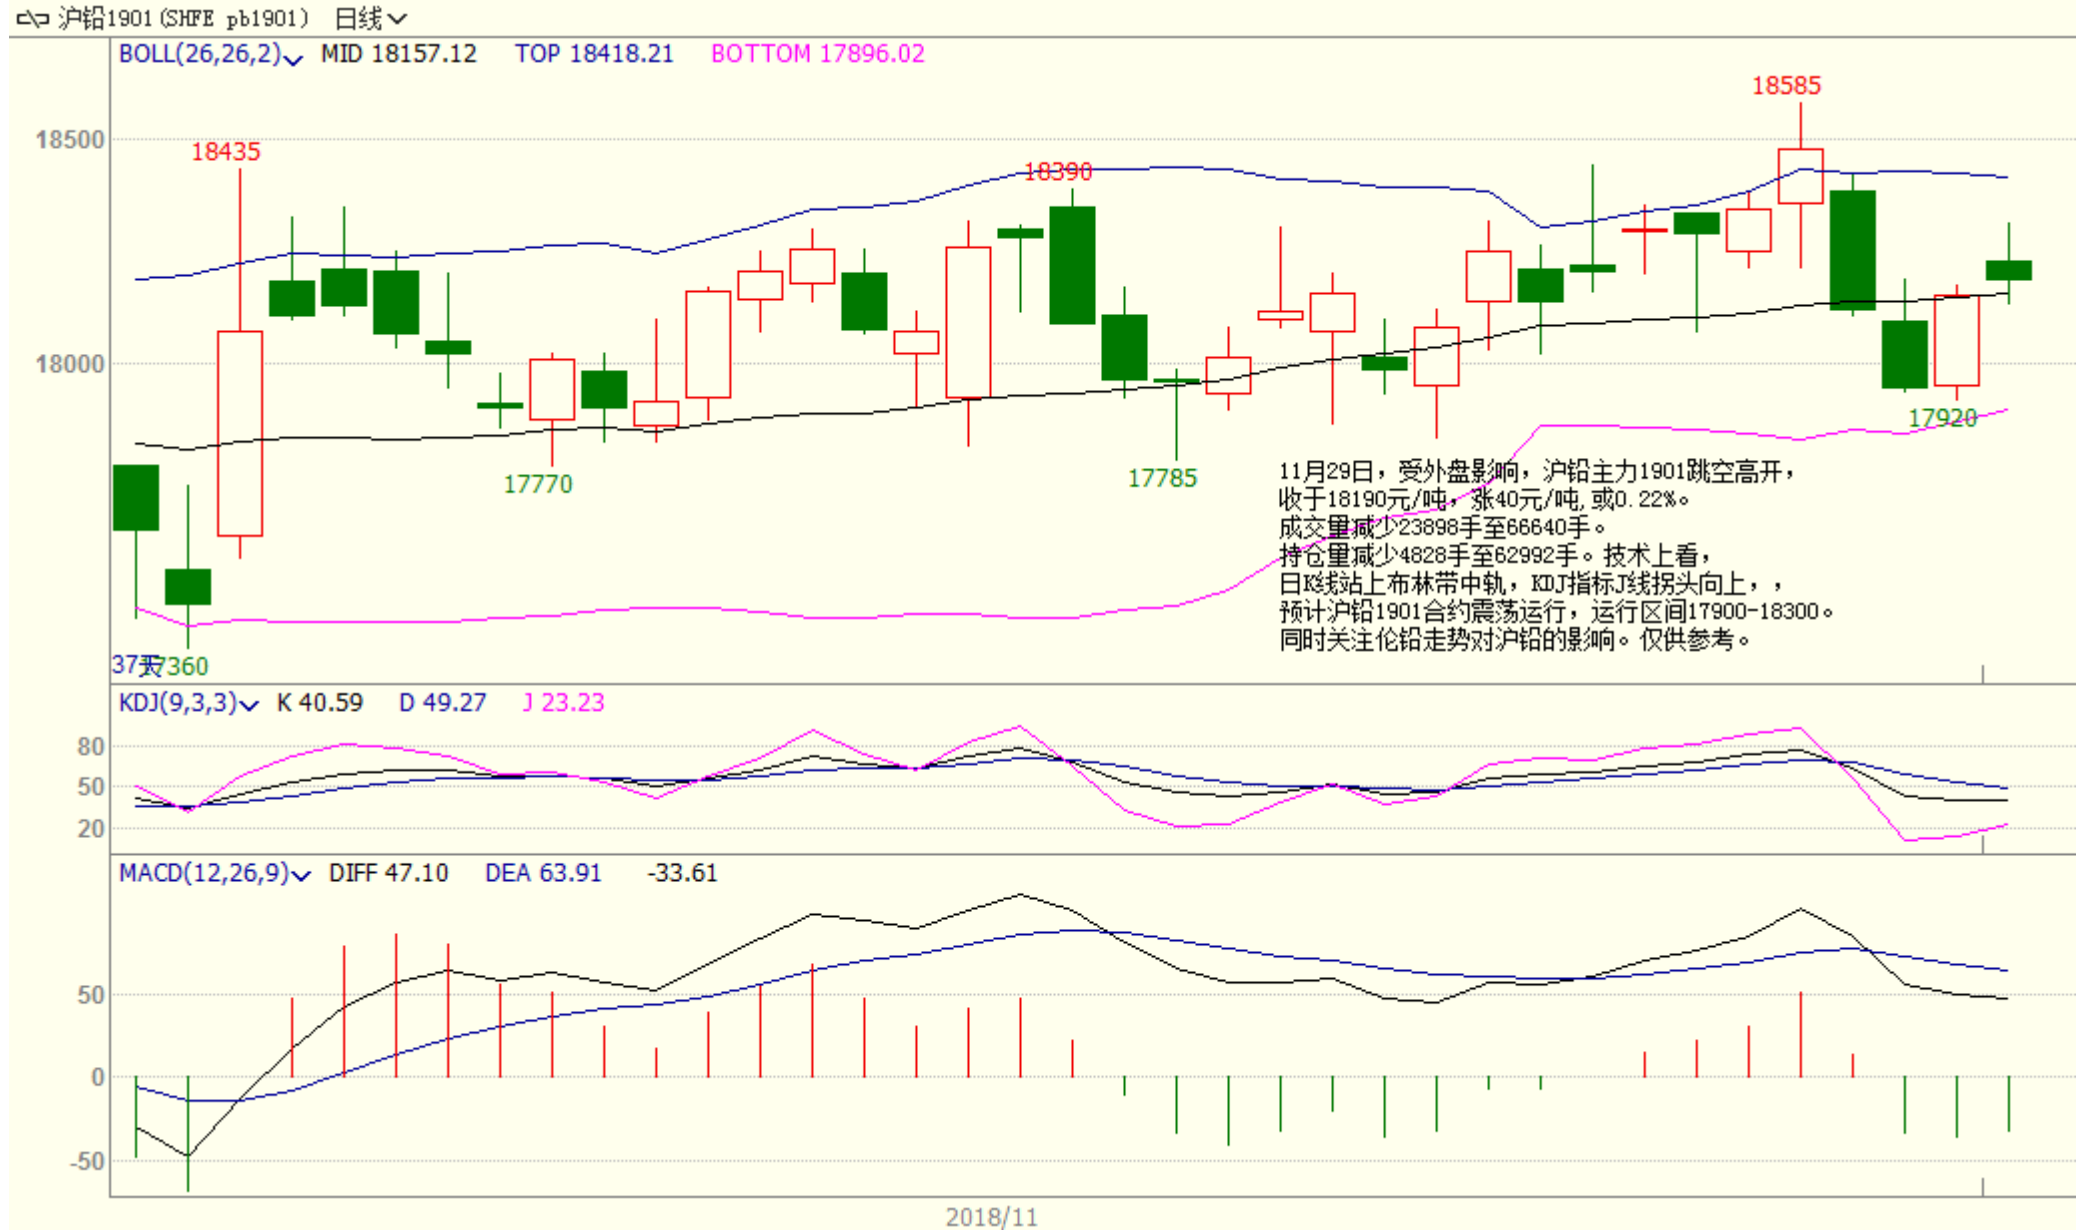 沪铅1901(SHFE pb1901) 日线
BOLL(26,26,2) MID 18157.12 TOP 18418.21 BOTTOM 17896.02
18585
18500
18435
18390
18000
17920
17770
17785
11月29日，受外盘影响，沪铅主力1901跳空高开，
收于18190元/吨，涨40元/吨,或0.22%。
成交量减少23898手至66640手。
持仓量减少4828手至62992手。技术上看，
日K线站上布林带中轨，KDJ指标J线拐头向上，，
预计沪铅1901合约震荡运行，运行区间17900-18300。
同时关注伦铅走势对沪铅的影响。仅供参考。
37天
17360
KDJ(9,3,3) K 40.59 D 49.27 J 23.23
80
50
20
MACD(12,26,9) DIFF 47.10 DEA 63.91 -33.61
50
0
-50
2018/11